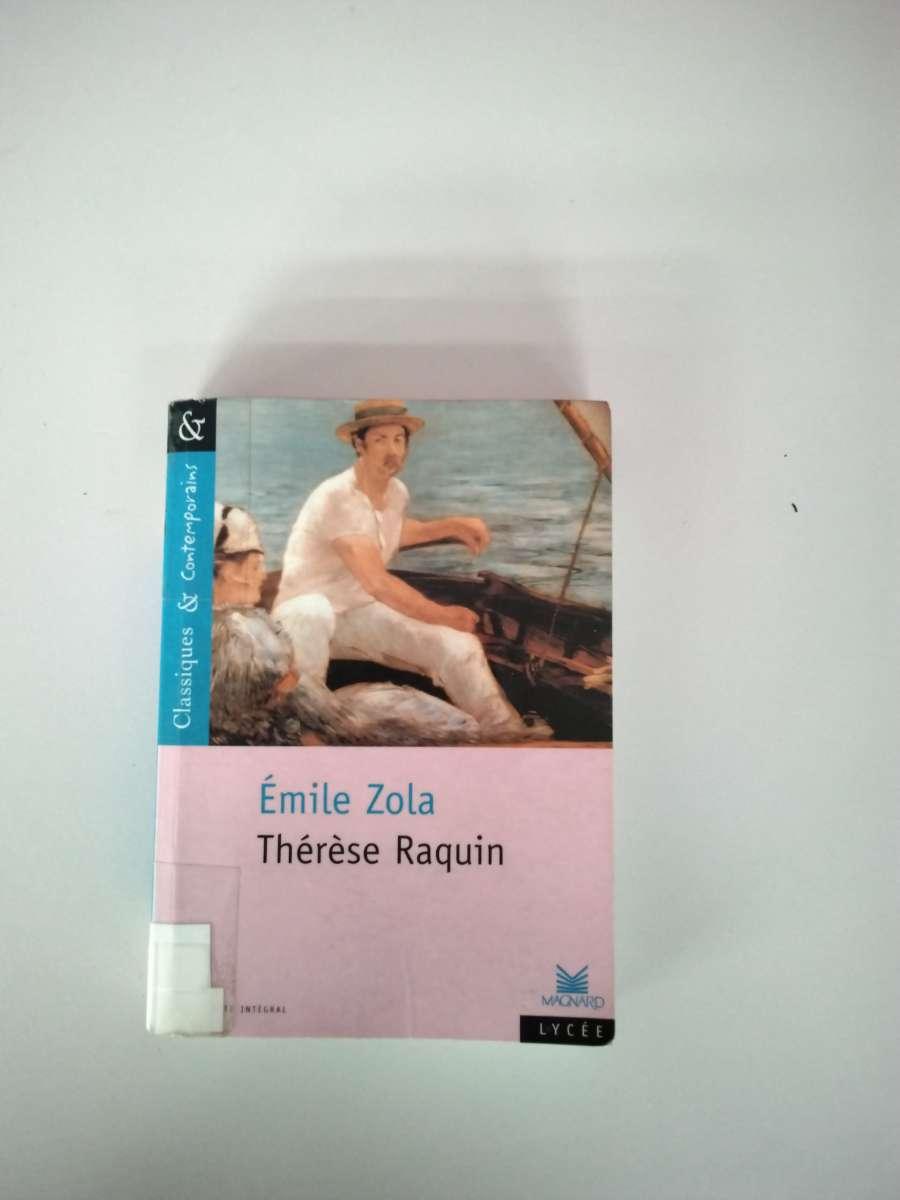 & Classiques & Contemporains
Émile Zola
Thérèse Raquin
INTÉGRAL
MAGNARD
LYCÉE